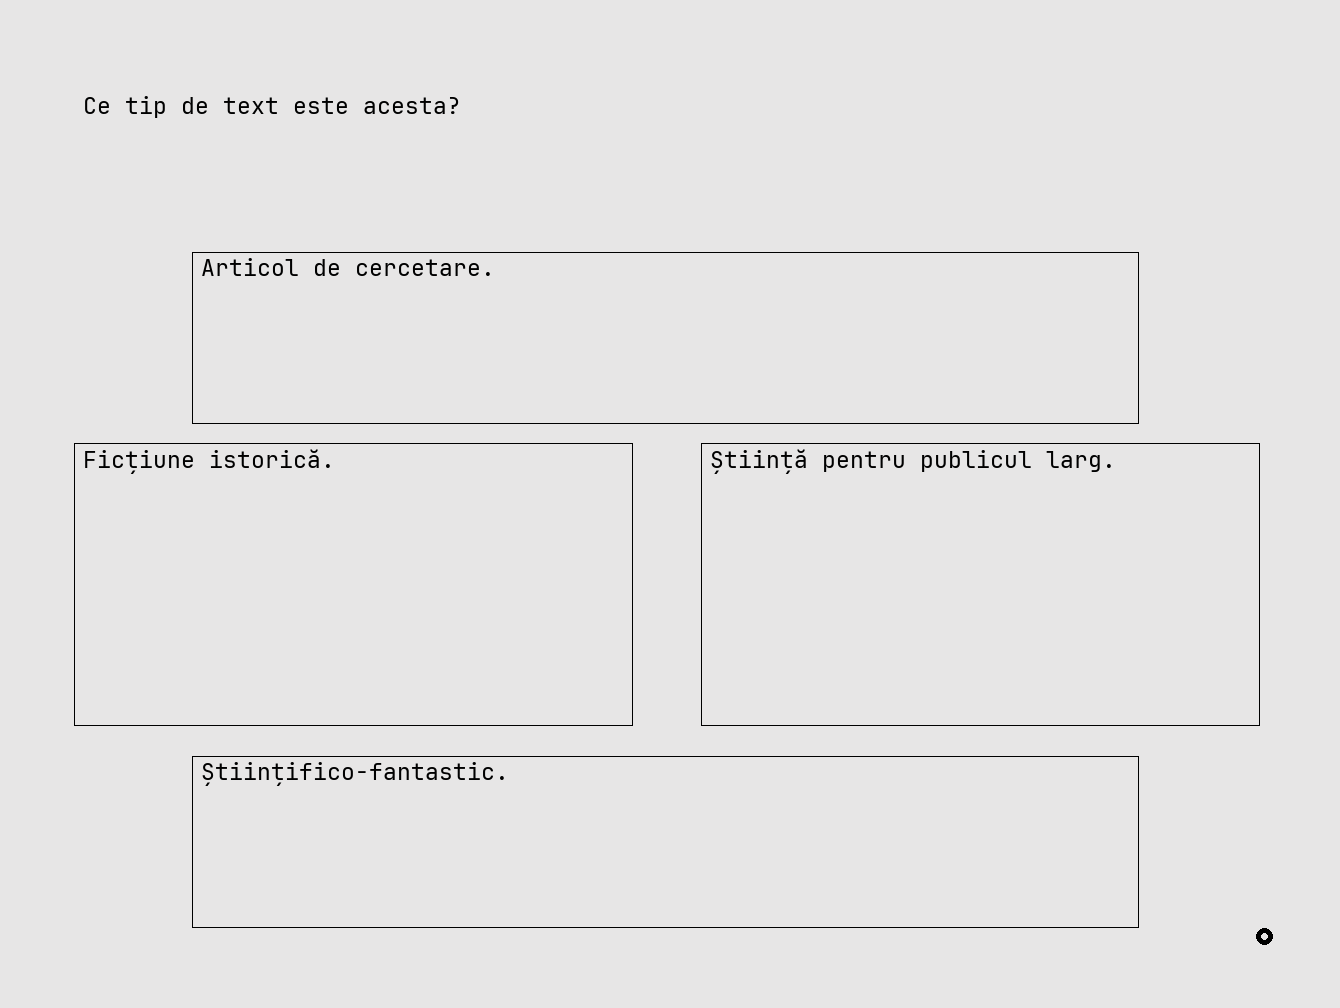 Ce tip de text este acesta?
Articol de cercetare.
Ficțiune istorică.
Știință pentru publicul larg.
Științifico-fantastic.